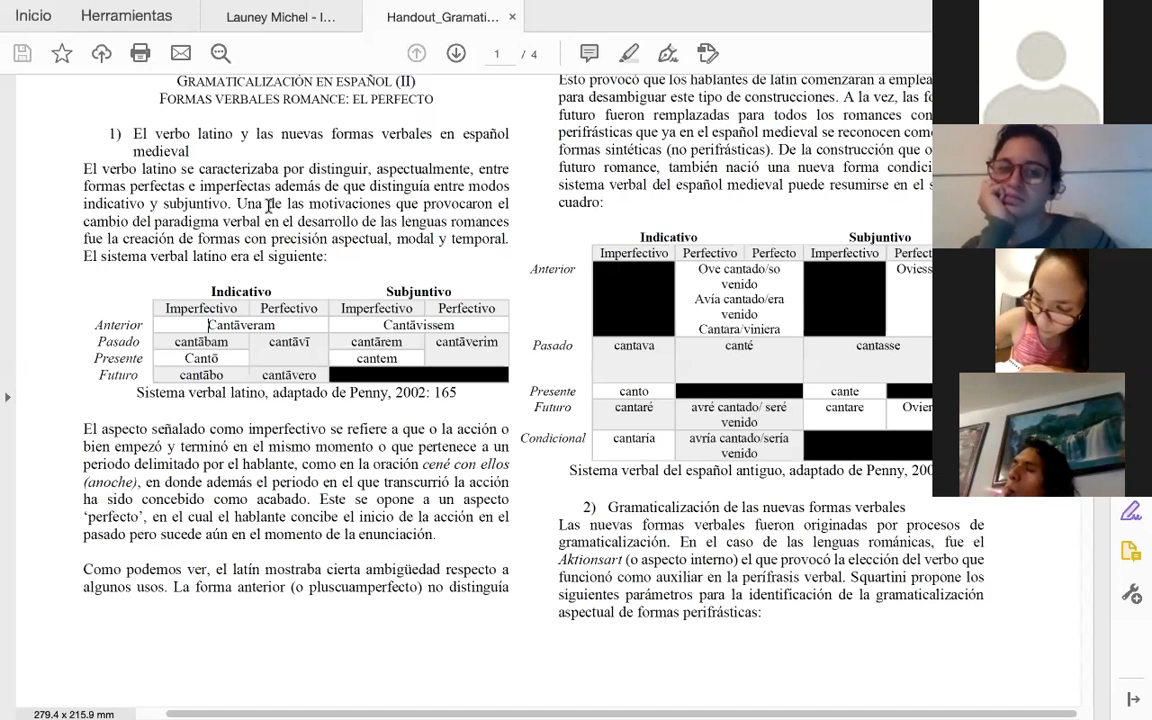 Inicio Herramientas Launey Michel - I... Handout_Gramati... ×
1 / 4
GRAMATICALIZACIÓN EN ESPAÑOL (II)
FORMAS VERBALES ROMANCE: EL PERFECTO
1) El verbo latino y las nuevas formas verbales en español
medieval
El verbo latino se caracterizaba por distinguir, aspectualmente, entre
formas perfectas e imperfectas además de que distinguía entre modos
indicativo y subjuntivo. Una de las motivaciones que provocaron el
cambio del paradigma verbal en el desarrollo de las lenguas romances
fue la creación de formas con precisión aspectual, modal y temporal.
El sistema verbal latino era el siguiente:
Indicativo Subjuntivo
Imperfectivo Perfectivo Imperfectivo Perfectivo
Anterior Cantāveram Cantāvissem
Pasado cantābam cantāvī cantārem cantāverim
Presente Cantō cantem
Futuro cantābo cantāvero
Sistema verbal latino, adaptado de Penny, 2002: 165
El aspecto señalado como imperfectivo se refiere a que o la acción o
bien empezó y terminó en el mismo momento o que pertenece a un
periodo delimitado por el hablante, como en la oración cené con ellos
(anoche), en donde además el periodo en el que transcurrió la acción
ha sido concebido como acabado. Este se opone a un aspecto
‘perfecto’, en el cual el hablante concibe el inicio de la acción en el
pasado pero sucede aún en el momento de la enunciación.
Como podemos ver, el latín mostraba cierta ambigüedad respecto a
algunos usos. La forma anterior (o pluscuamperfecto) no distinguía
Esto provocó que los hablantes de latín comenzaran a emplea
para desambiguar este tipo de construcciones. A la vez, las fo
futuro fueron remplazadas para todos los romances con
perifrásticas que ya en el español medieval se reconocen como
formas sintéticas (no perifrásticas). De la construcción que o
futuro romance, también nació una nueva forma condici
sistema verbal del español medieval puede resumirse en el s
cuadro:
Indicativo Subjuntivo
Imperfectivo Perfectivo Perfecto Imperfectivo Perfect
Anterior Ove cantado/so Oviess
venido
Avía cantado/era
venido
Cantara/viniera
Pasado cantava canté cantasse
Presente canto cante
Futuro cantaré avré cantado/ seré cantare Ovier
venido
Condicional cantaría avría cantado/sería
venido
Sistema verbal del español antiguo, adaptado de Penny, 200
2) Gramaticalización de las nuevas formas verbales
Las nuevas formas verbales fueron originadas por procesos de
gramaticalización. En el caso de las lenguas románicas, fue el
Aktionsart (o aspecto interno) el que provocó la elección del verbo que
funcionó como auxiliar en la perífrasis verbal. Squartini propone los
siguientes parámetros para la identificación de la gramaticalización
aspectual de formas perifrásticas:
279.4 x 215.9 mm